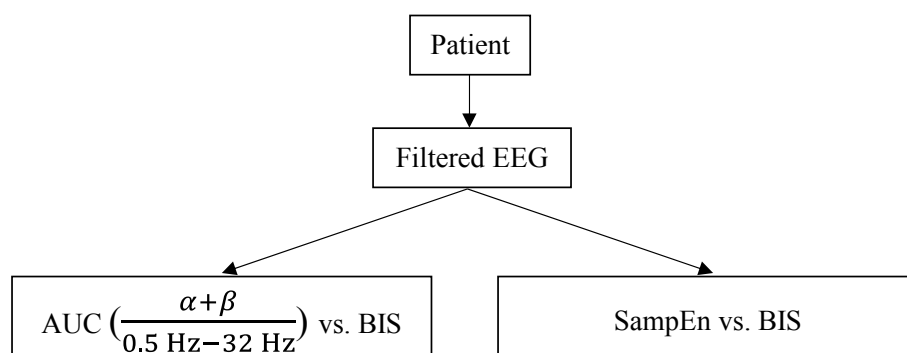 Patient
Filtered EEG
AUC (α+β / 0.5 Hz−32 Hz) vs. BIS
SampEn vs. BIS